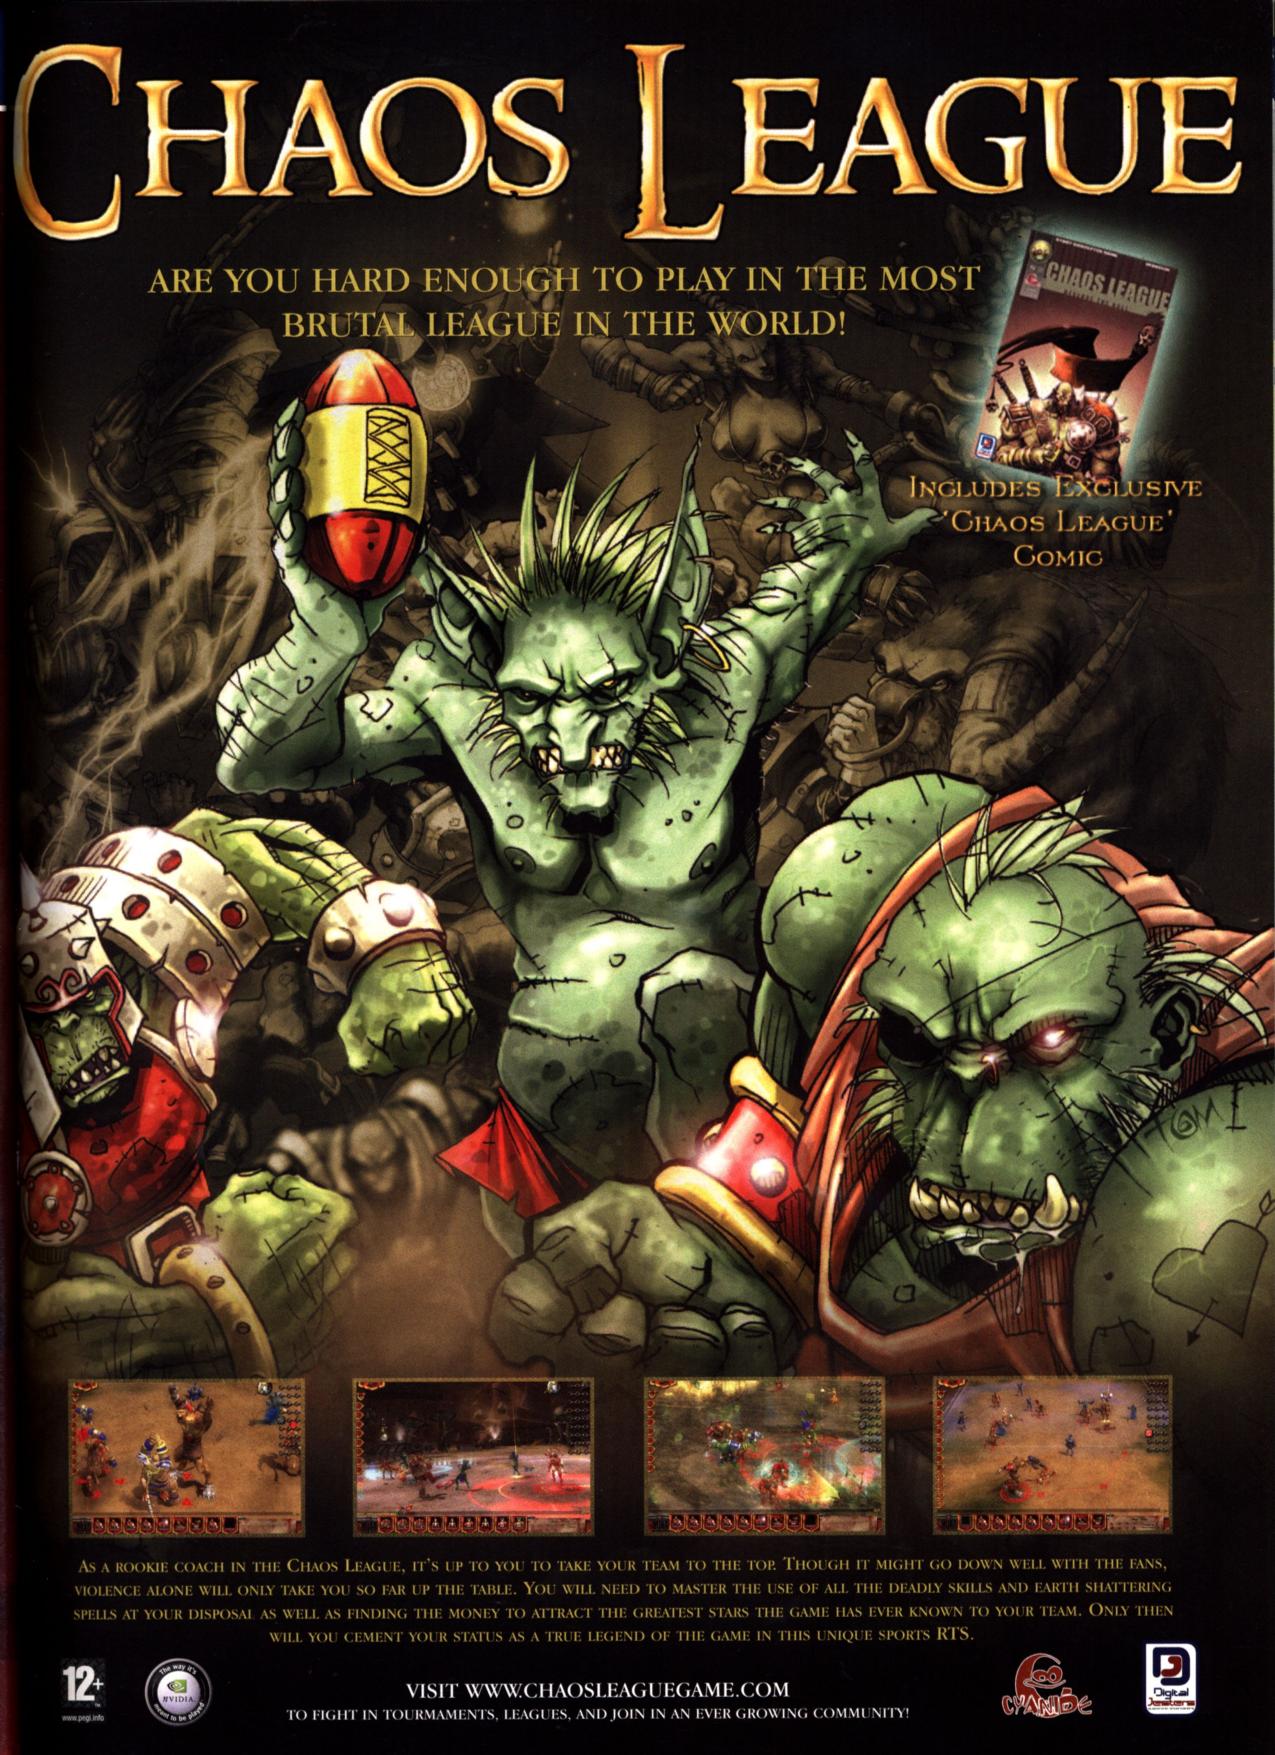 CHAOS LEAGUE
ARE YOU HARD ENOUGH TO PLAY IN THE MOST
BRUTAL LEAGUE IN THE WORLD!
CHAOS LEAGUE
INCLUDES EXCLUSIVE
'CHAOS LEAGUE'
COMIC
MOM
AS A ROOKIE COACH IN THE CHAOS LEAGUE, IT'S UP TO YOU TO TAKE YOUR TEAM TO THE TOP. THOUGH IT MIGHT GO DOWN WELL WITH THE FANS,
VIOLENCE ALONE WILL ONLY TAKE YOU SO FAR UP THE TABLE. YOU WILL NEED TO MASTER THE USE OF ALL THE DEADLY SKILLS AND EARTH SHATTERING
SPELLS AT YOUR DISPOSAL AS WELL AS FINDING THE MONEY TO ATTRACT THE GREATEST STARS THE GAME HAS EVER KNOWN TO YOUR TEAM. ONLY THEN
WILL YOU CEMENT YOUR STATUS AS A TRUE LEGEND OF THE GAME IN THIS UNIQUE SPORTS RTS.
12+
www.pegi.info
The way it's
NVIDIA.
meant to be played
VISIT WWW.CHAOSLEAGUEGAME.COM
TO FIGHT IN TOURNAMENTS, LEAGUES, AND JOIN IN AN EVER GROWING COMMUNITY!
CYANIDE
Digital
Jesters